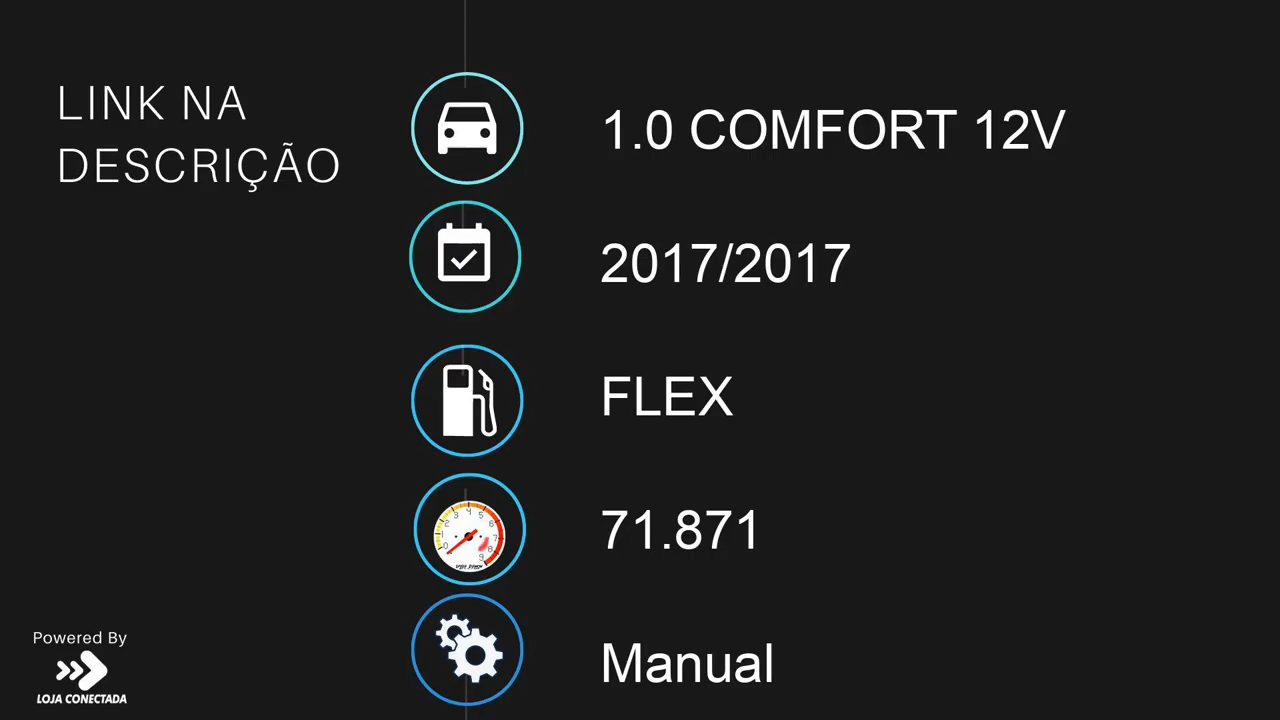 LINK NA
DESCRIÇÃO
1.0 COMFORT 12V
2017/2017
FLEX
71.871
Manual
Powered By
LOJA CONECTADA